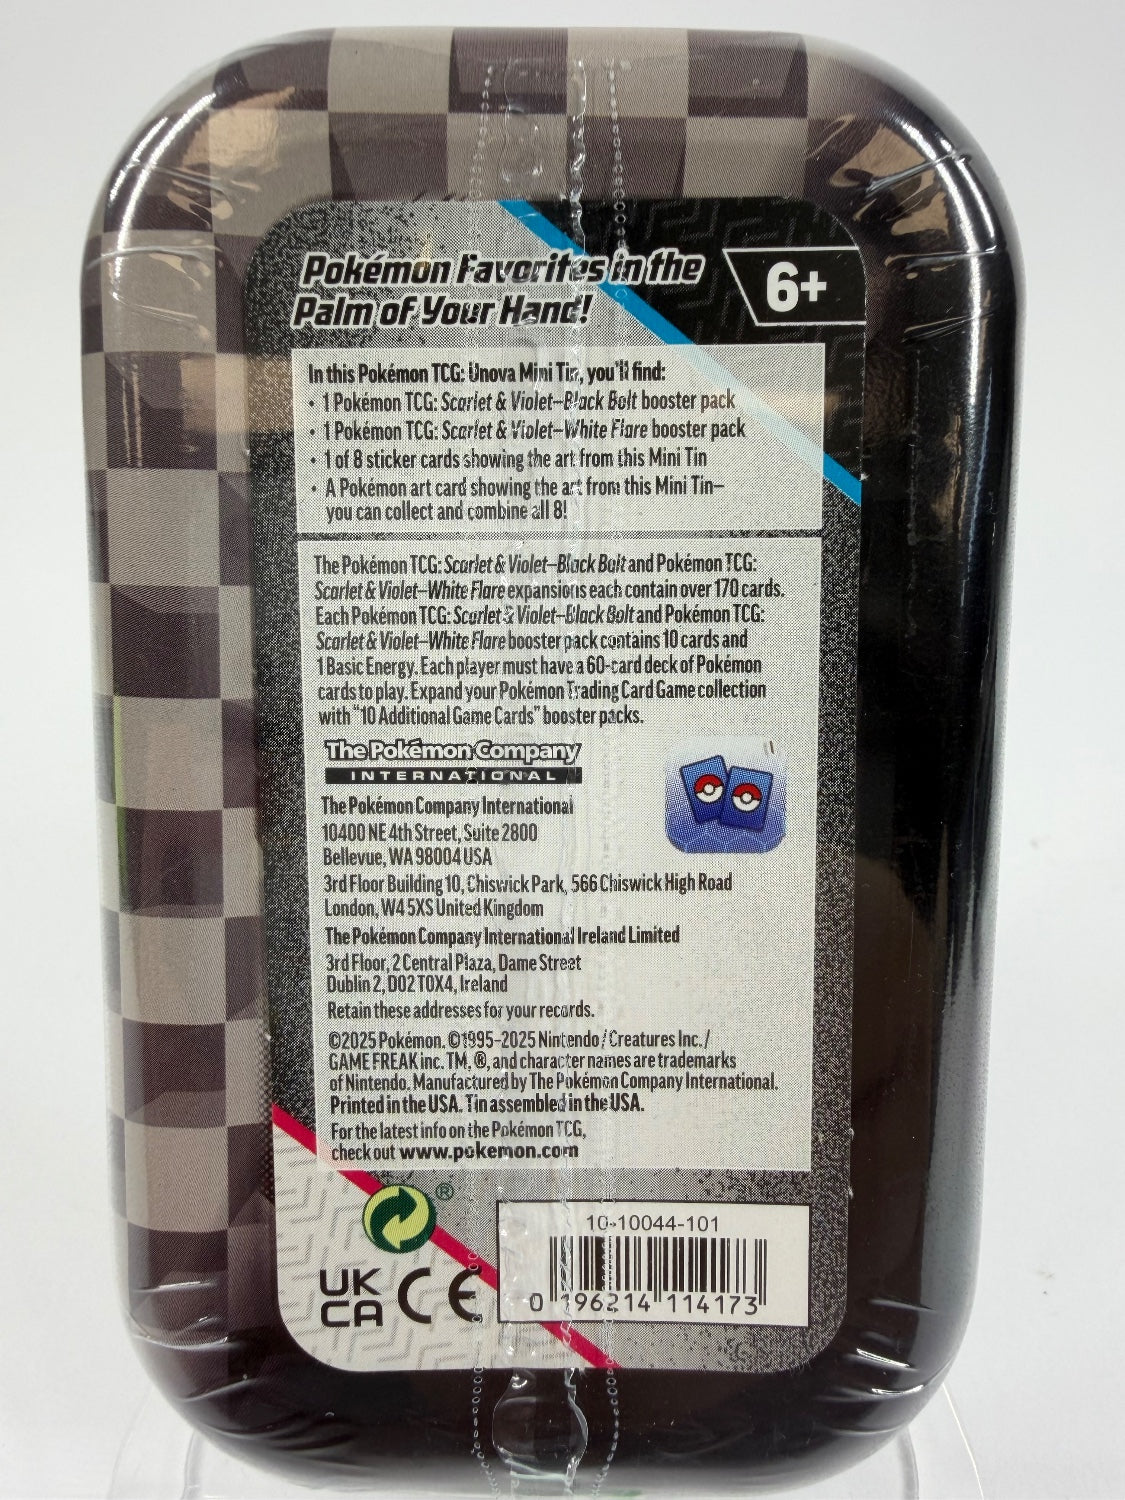 Pokémon Favorites in the
Palm of Your Hand!
6+
In this Pokémon TCG: Unova Mini Tin, you'll find:
• 1 Pokémon TCG: Scarlet & Violet—Black Bolt booster pack
• 1 Pokémon TCG: Scarlet & Violet—White Flare booster pack
• 1 of 8 sticker cards showing the art from this Mini Tin
• A Pokémon art card showing the art from this Mini Tin—
you can collect and combine all 8!
The Pokémon TCG: Scarlet & Violet—Black Bolt and Pokémon TCG:
Scarlet & Violet—White Flare expansions each contain over 170 cards.
Each Pokémon TCG: Scarlet & Violet—Black Bolt and Pokémon TCG:
Scarlet & Violet—White Flare booster pack contains 10 cards and
1 Basic Energy. Each player must have a 60-card deck of Pokémon
cards to play. Expand your Pokémon Trading Card Game collection
with "10 Additional Game Cards" booster packs.
The Pokémon Company
INTERNATIONAL
The Pokémon Company International
10400 NE 4th Street, Suite 2800
Bellevue, WA 98004 USA
3rd Floor Building 10, Chiswick Park, 566 Chiswick High Road
London, W4 5XS United Kingdom
The Pokémon Company International Ireland Limited
3rd Floor, 2 Central Plaza, Dame Street
Dublin 2, D02 T0X4, Ireland
Retain these addresses for your records.
©2025 Pokémon. ©1995–2025 Nintendo / Creatures Inc. /
GAME FREAK inc. TM, ®, and character names are trademarks
of Nintendo. Manufactured by The Pokémon Company International.
Printed in the USA. Tin assembled in the USA.
For the latest info on the Pokémon TCG,
check out www.pokemon.com
®
UK
CA CE
10-10044-101
0 196214 114173